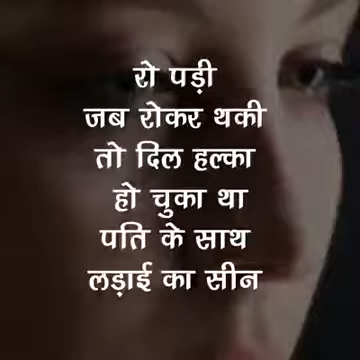 रो पड़ी
जब रोकर थकी
तो दिल हल्का
हो चुका था
पति के साथ
लड़ाई का सीन